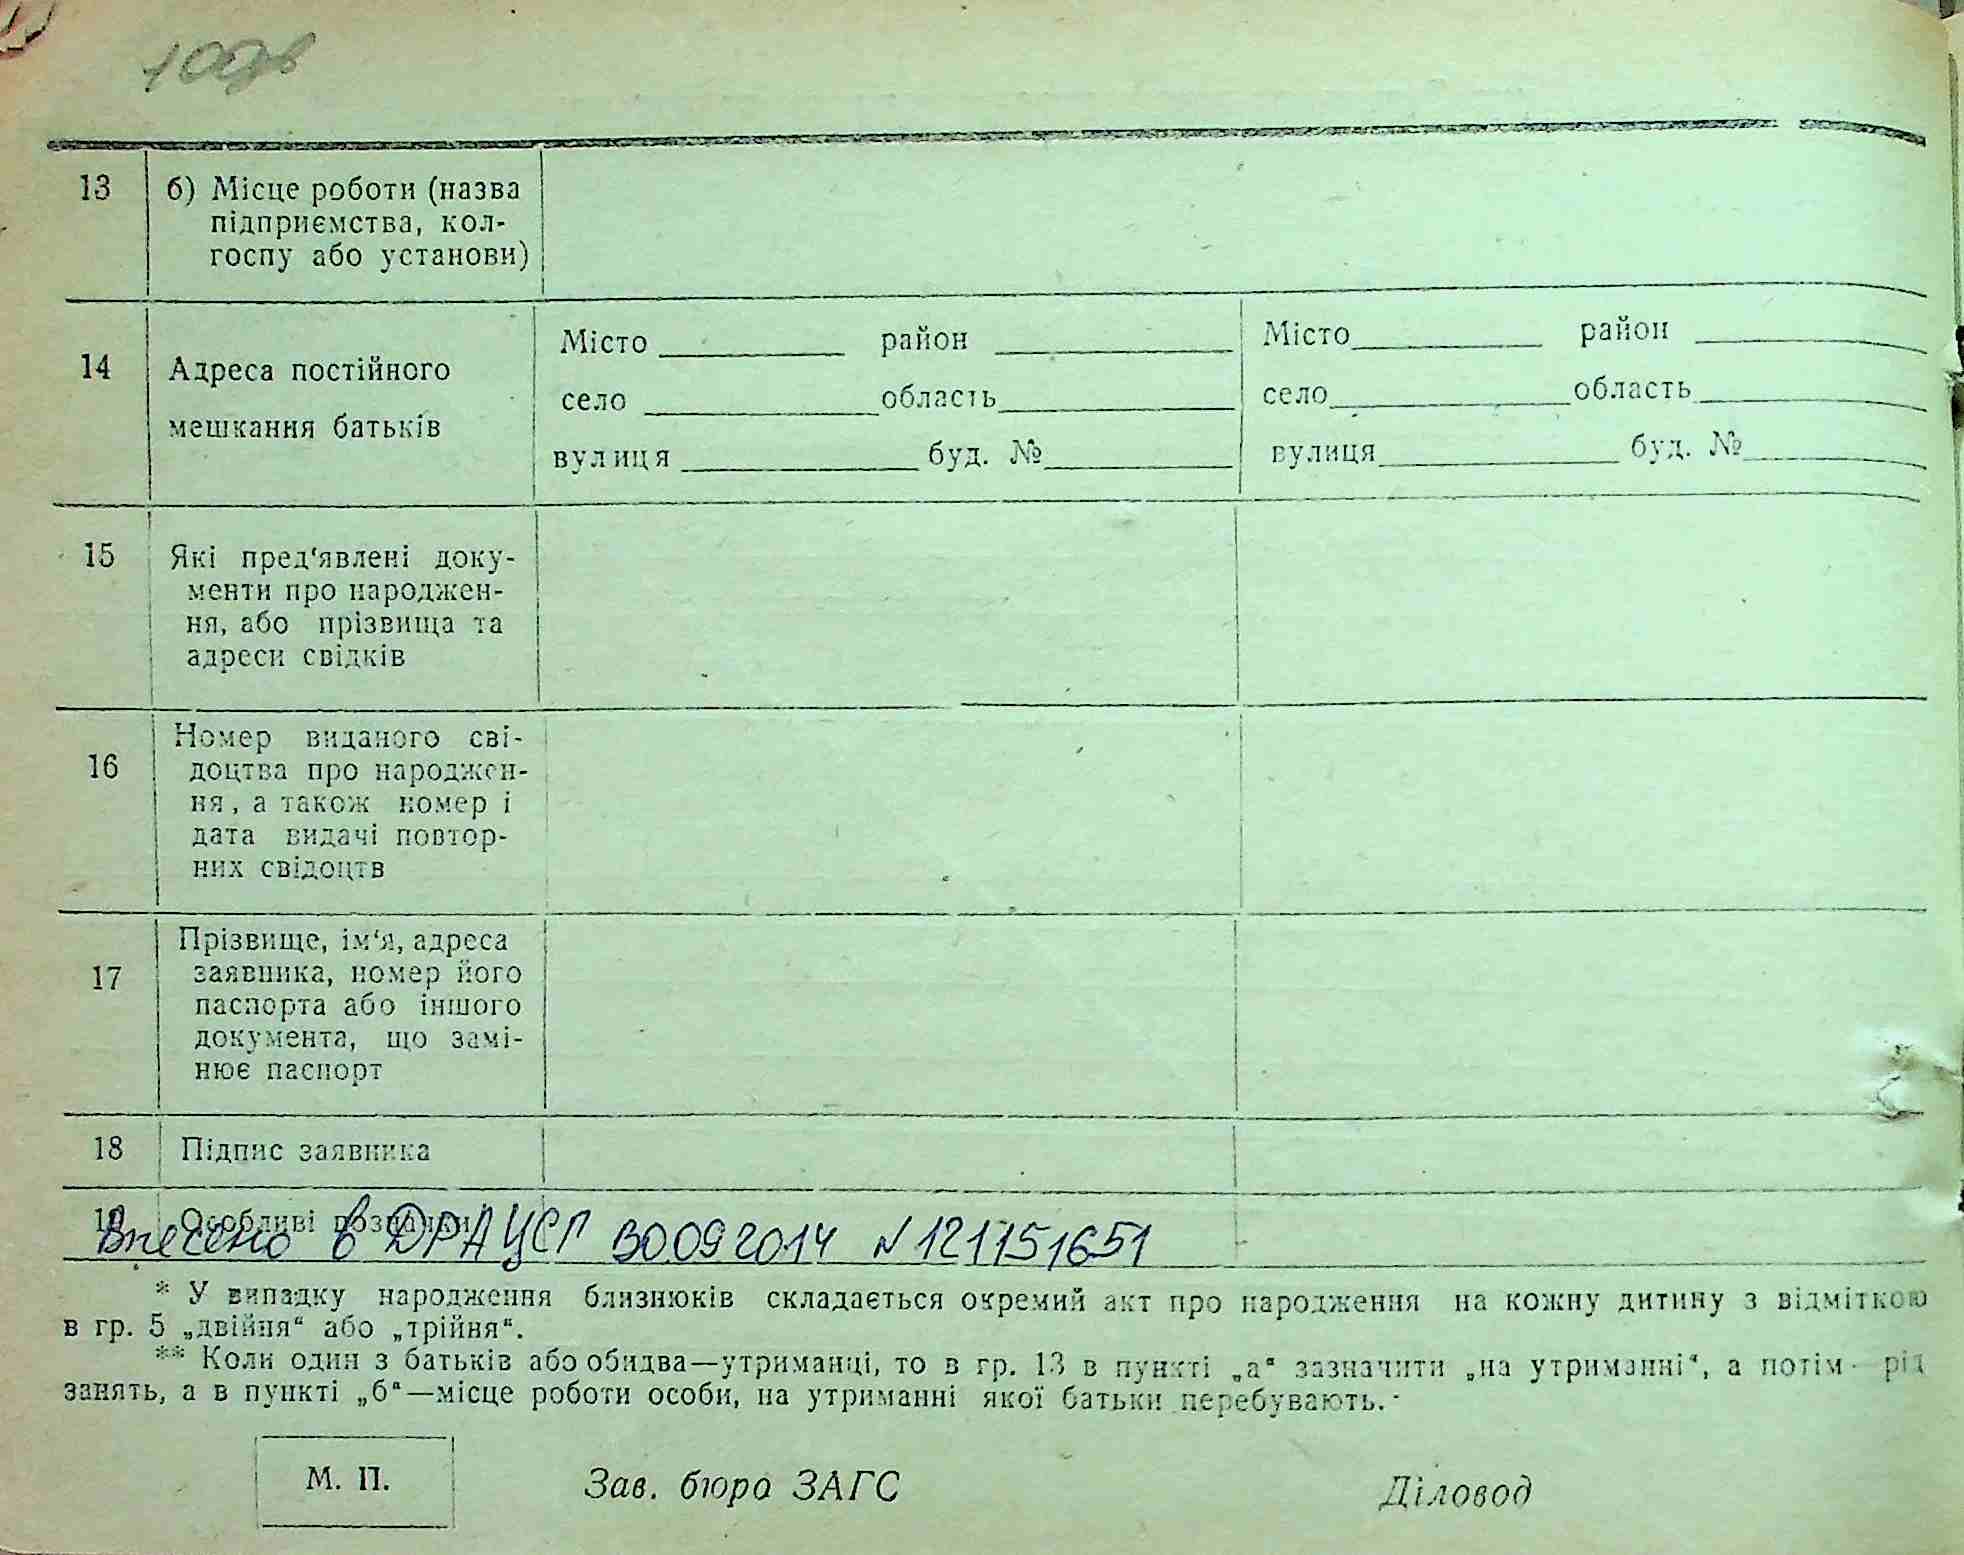 100зв
13 б) Місце роботи (назва
підприємства, кол-
госпу або установи)
14 Адреса постійного
мешкання батьків
Місто район
село область
вулиця буд. №
Місто район
село область
вулиця буд. №
15 Які пред‘явлені доку-
менти про народжен-
ня, або прізвища та
адреси свідків
16 Номер виданого сві-
доцтва про народжен-
ня, а також номер і
дата видачі повтор-
них свідоцтв
17 Прізвище, ім‘я, адреса
заявника, номер його
паспорта або іншого
документа, що замі-
нює паспорт
18 Підпис заявника
19 Особливі роззнаки
Внесено в ДРАЦСГ 30092014 N 121151651
* У випадку народження близнюків складається окремий акт про народження на кожну дитину з відміткою
в гр. 5 „двійня“ або „трійня“.
** Коли один з батьків або обидва—утриманці, то в гр. 13 в пункті „а“ зазначити „на утриманні“, а потім рід
занять, а в пункті „б“—місце роботи особи, на утриманні якої батьки перебувають.
М. П.
Зав. бюро ЗАГС
Діловод